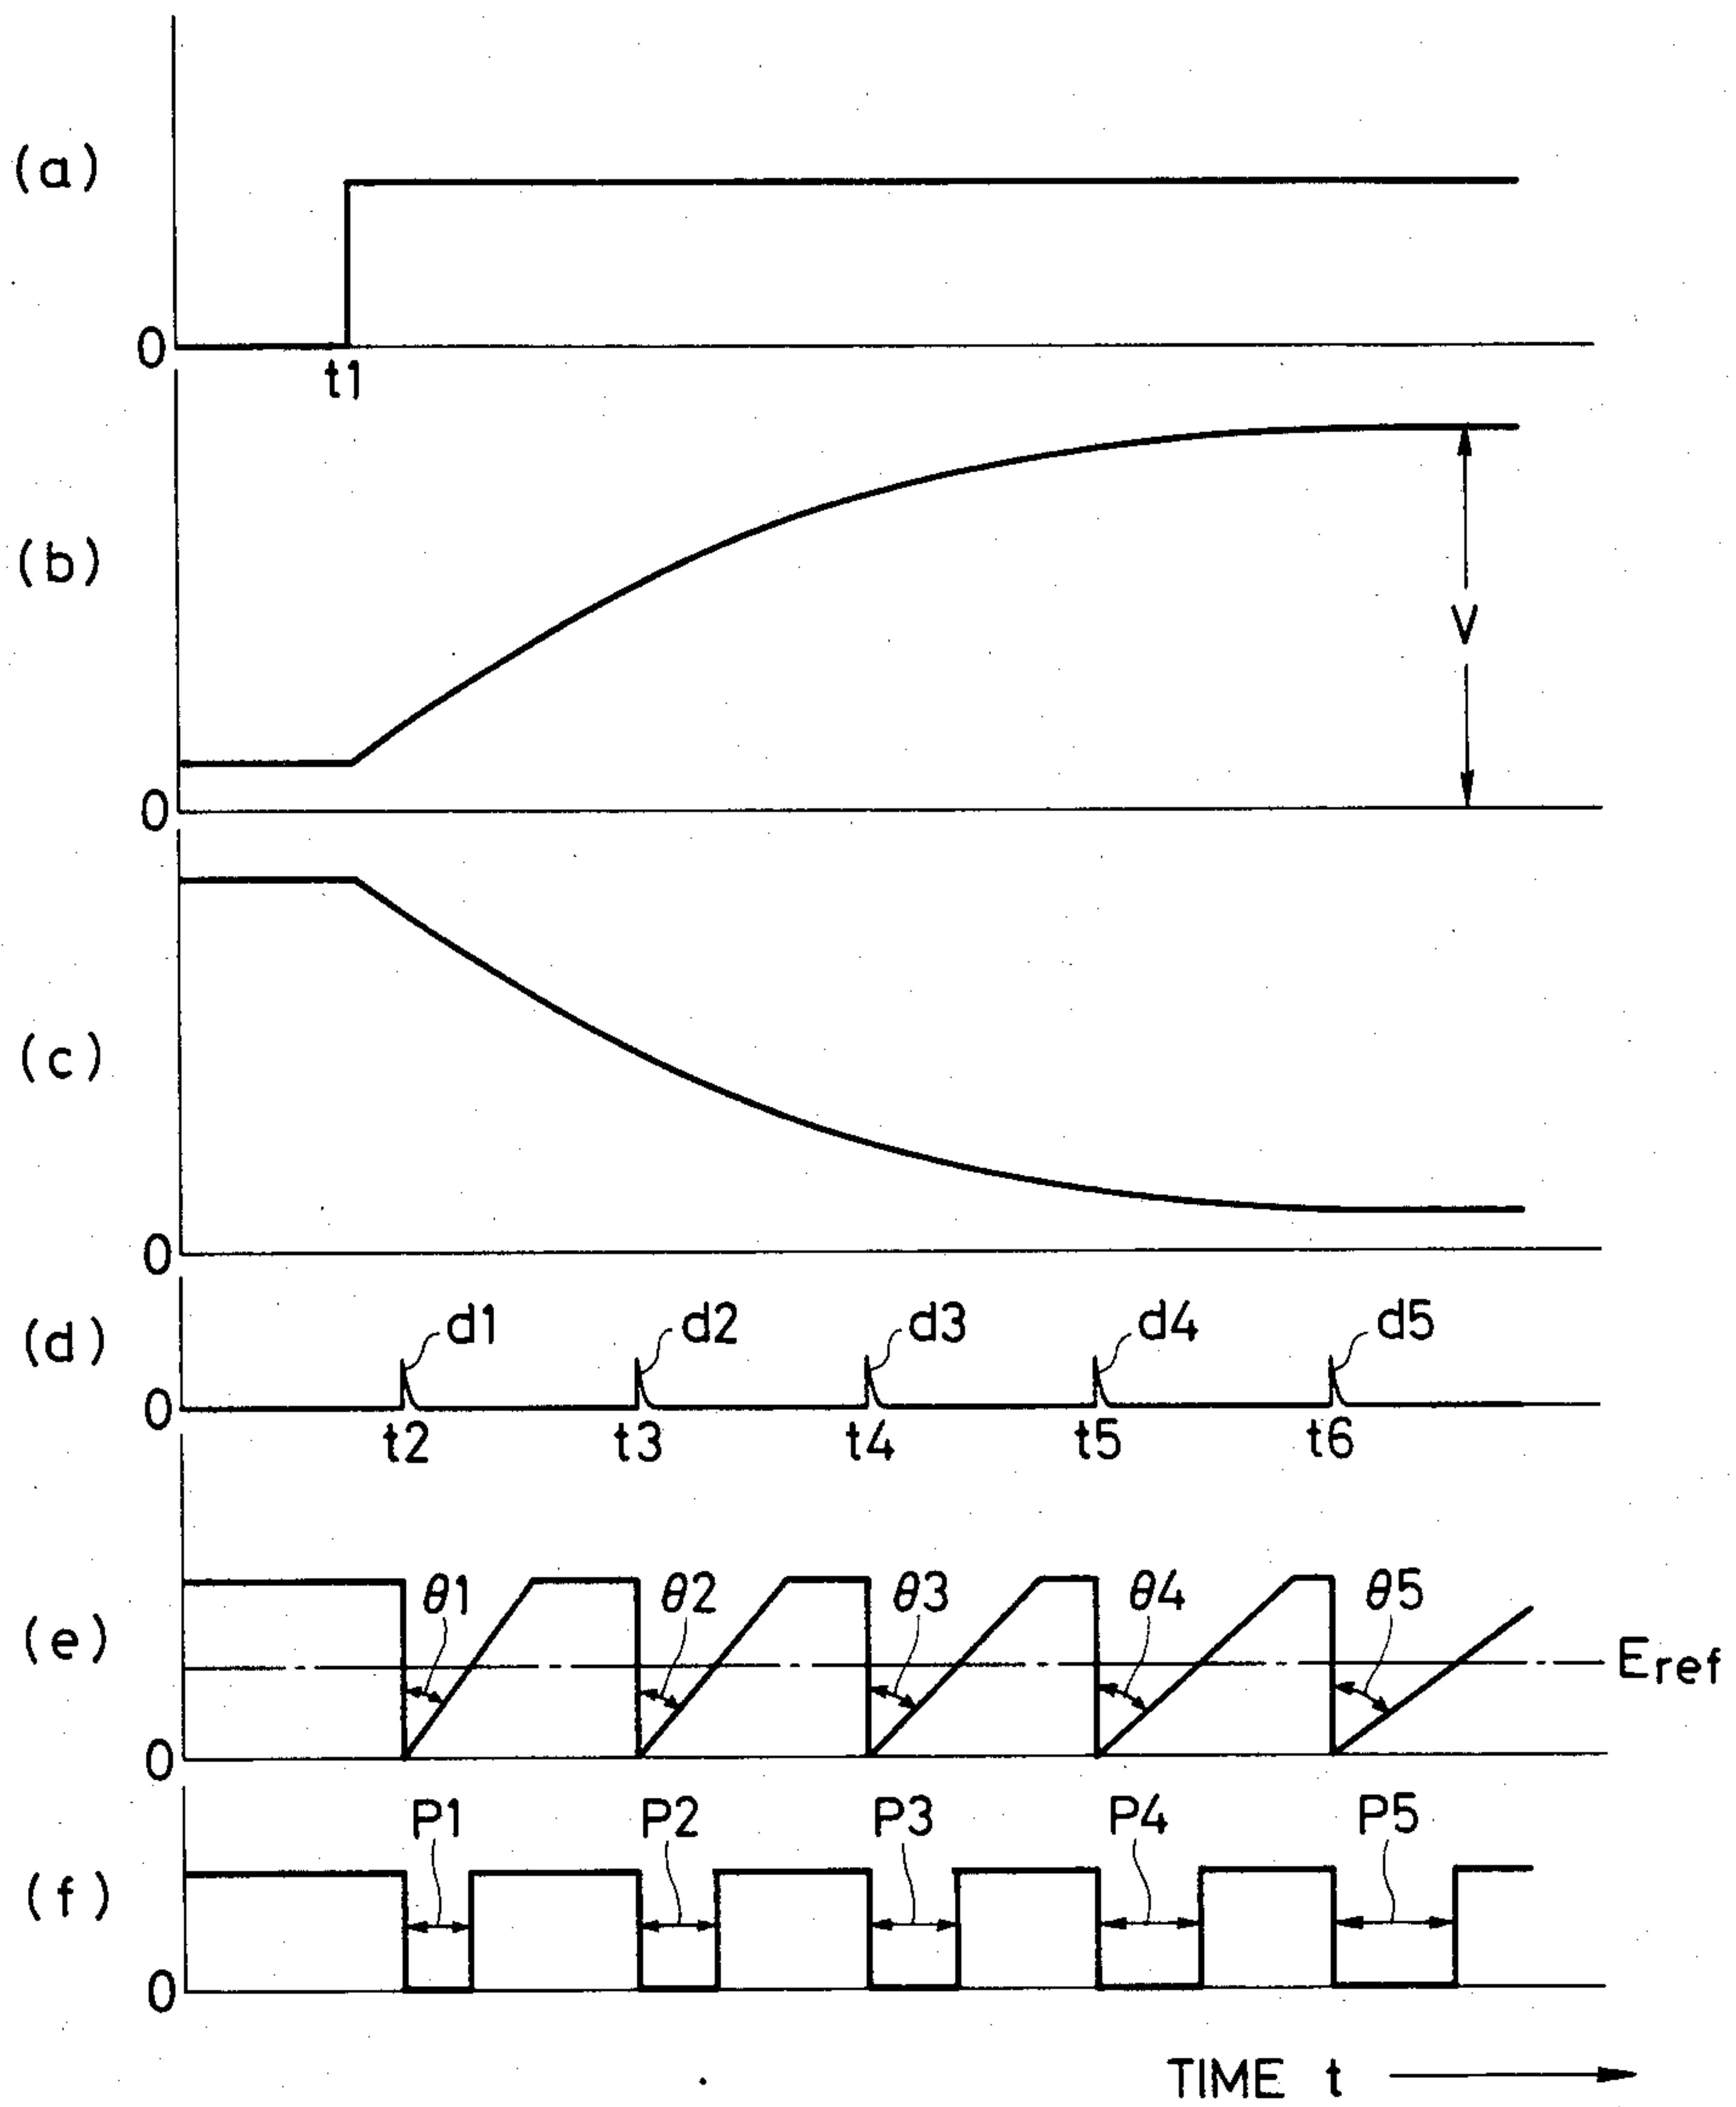 (a)
0
t1
(b)
V
0
(c)
0
(d)
d1 d2 d3 d4 d5
0
t2 t3 t4 t5 t6
(e)
θ1 θ2 θ3 θ4 θ5
Eref
0
(f)
P1 P2 P3 P4 P5
0
TIME t